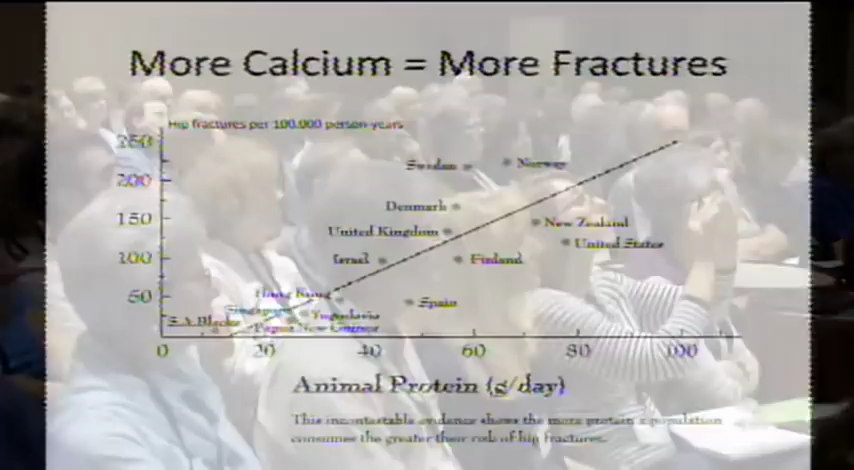 More Calcium = More Fractures
Hip fractures per 100,000 person-years
250
200
150
100
50
Sweden
Norway
Denmark
New Zealand
United Kingdom
United States
Israel
Finland
Hong Kong
Spain
Singapore
Yugoslavia
S.A Blacks
Papua New Guinea
0 20 40 60 80 100
Animal Protein (g/day)
This incontestable evidence shows the more protein a population
consumes the greater their risk of hip fractures.